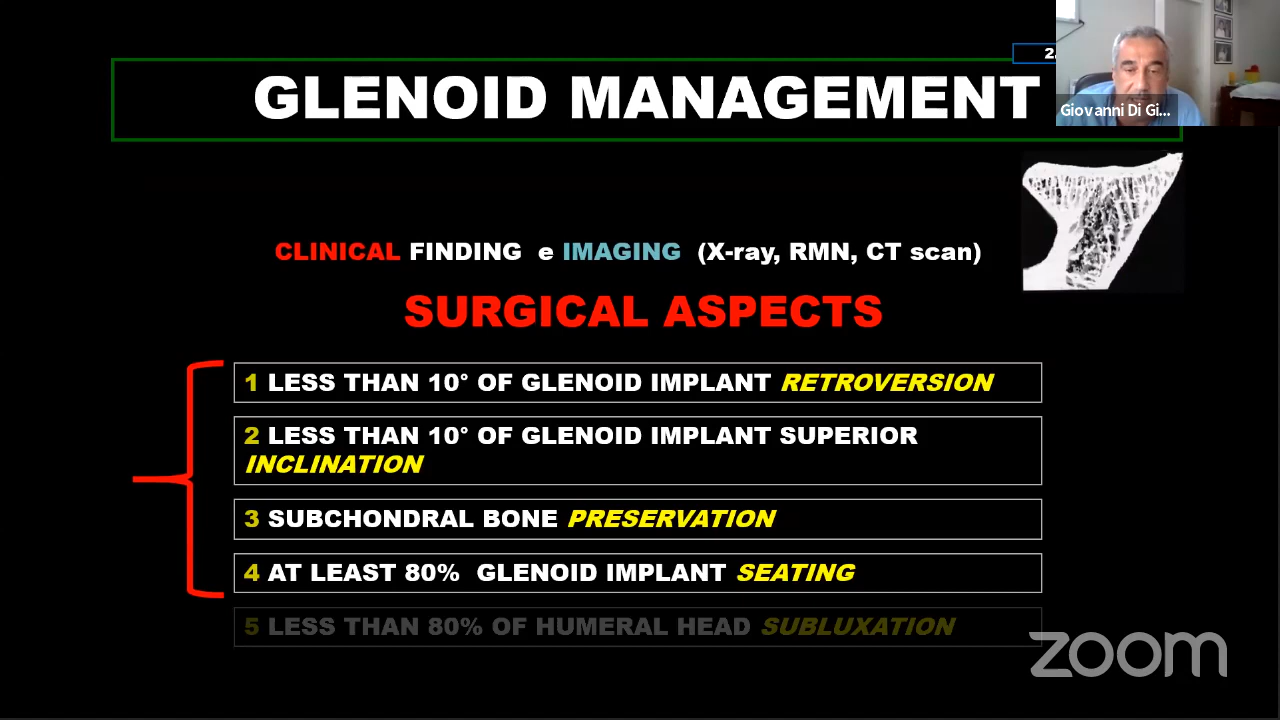 2.
GLENOID MANAGEMENT
Giovanni Di Gi...
CLINICAL FINDING e IMAGING (X-ray, RMN, CT scan)
SURGICAL ASPECTS
1 LESS THAN 10° OF GLENOID IMPLANT RETROVERSION
2 LESS THAN 10° OF GLENOID IMPLANT SUPERIOR
INCLINATION
3 SUBCHONDRAL BONE PRESERVATION
4 AT LEAST 80% GLENOID IMPLANT SEATING
5 LESS THAN 80% OF HUMERAL HEAD SUBLUXATION
zoom